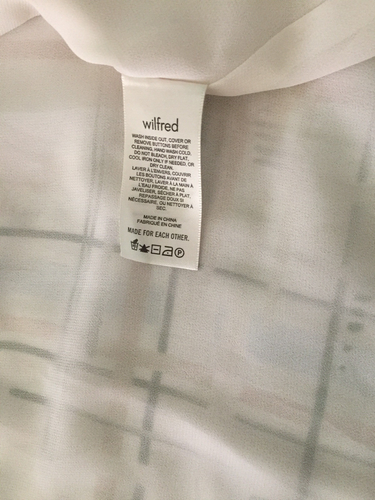 wilfred
WASH INSIDE OUT, COVER OR
REMOVE BUTTONS BEFORE
CLEANING, HAND WASH COLD.
DO NOT BLEACH, DRY FLAT.
COOL IRON ONLY IF NEEDED, OR
DRY CLEAN.
LAVER À L'ENVERS, COUVRIR
LES BOUTONS AVANT DE
NETTOYER, LAVER À LA MAIN À
L'EAU FROIDE, NE PAS
JAVELISER, SÉCHER À PLAT.
REPASSAGE DOUX SI
NÉCESSAIRE, OU NETTOYER À
SEC.
MADE IN CHINA
FABRIQUÉ EN CHINE
MADE FOR EACH OTHER.
P